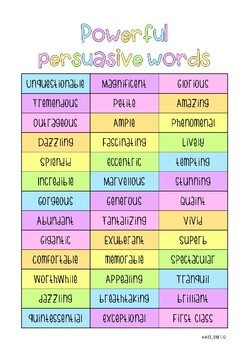 Powerful
persuasive words
Unquestionable Magnificent Glorious
Tremendous Petite Amazing
Outrageous Ample Phenomenal
Dazzling Fascinating Lively
Splendid eccentric tempting
Incredible Marvellous Stunning
Gorgeous Generous Quaint
Abundant Tantalizing Vivid
Gigantic Exuberant Superb
Comfortable memorable Spectacular
Worthwhile Appealing Tranquil
dazzling breathtaking brilliant
quintessential exceptional First class